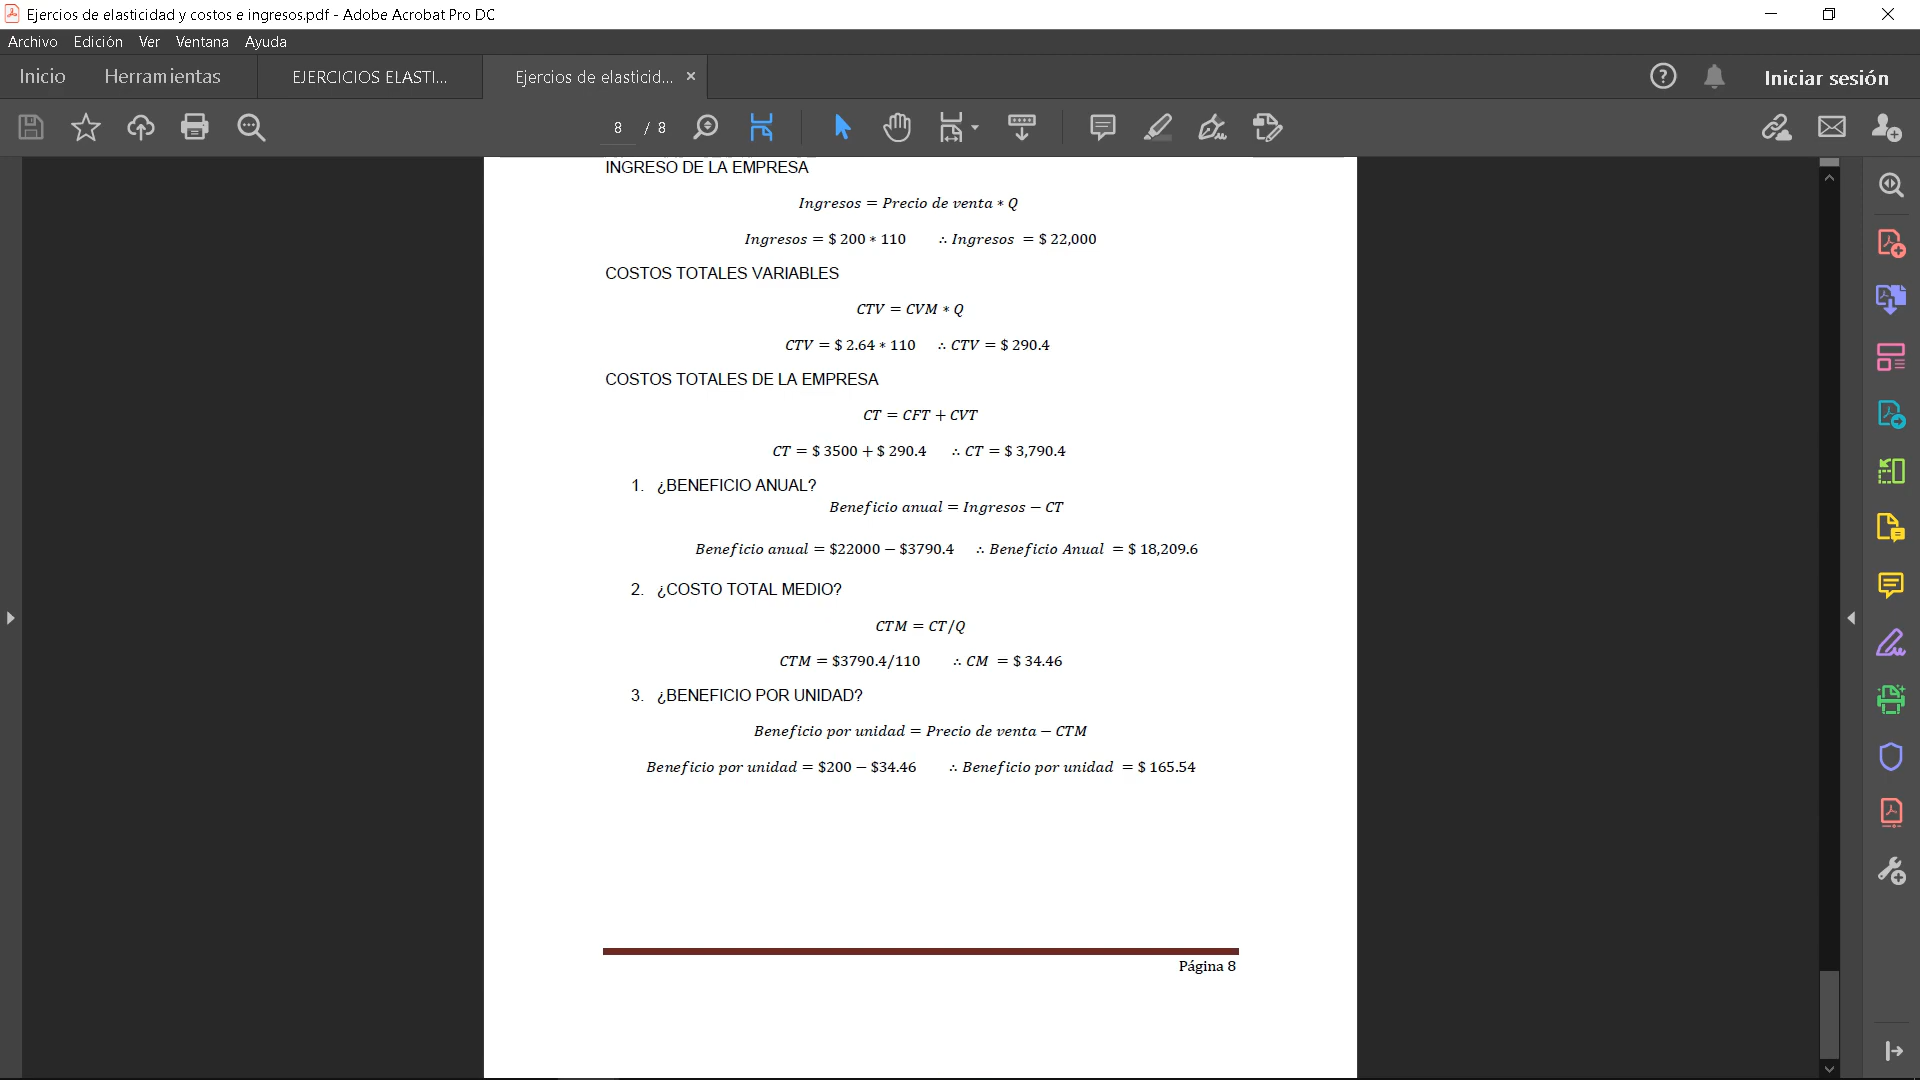 Ejercios de elasticidad y costos e ingresos.pdf - Adobe Acrobat Pro DC
Archivo Edición Ver Ventana Ayuda
Inicio Herramientas EJERCICIOS ELASTI... Ejercios de elasticid... × Iniciar sesión
8 / 8
INGRESO DE LA EMPRESA
Ingresos = Precio de venta ∗ Q
Ingresos = $ 200 ∗ 110 ∴ Ingresos = $ 22,000
COSTOS TOTALES VARIABLES
CTV = CVM ∗ Q
CTV = $ 2.64 ∗ 110 ∴ CTV = $ 290.4
COSTOS TOTALES DE LA EMPRESA
CT = CFT + CVT
CT = $ 3500 + $ 290.4 ∴ CT = $ 3,790.4
1. ¿BENEFICIO ANUAL?
Beneficio anual = Ingresos − CT
Beneficio anual = $22000 − $3790.4 ∴ Beneficio Anual = $ 18,209.6
2. ¿COSTO TOTAL MEDIO?
CTM = CT/Q
CTM = $3790.4/110 ∴ CM = $ 34.46
3. ¿BENEFICIO POR UNIDAD?
Beneficio por unidad = Precio de venta − CTM
Beneficio por unidad = $200 − $34.46 ∴ Beneficio por unidad = $ 165.54
Página 8